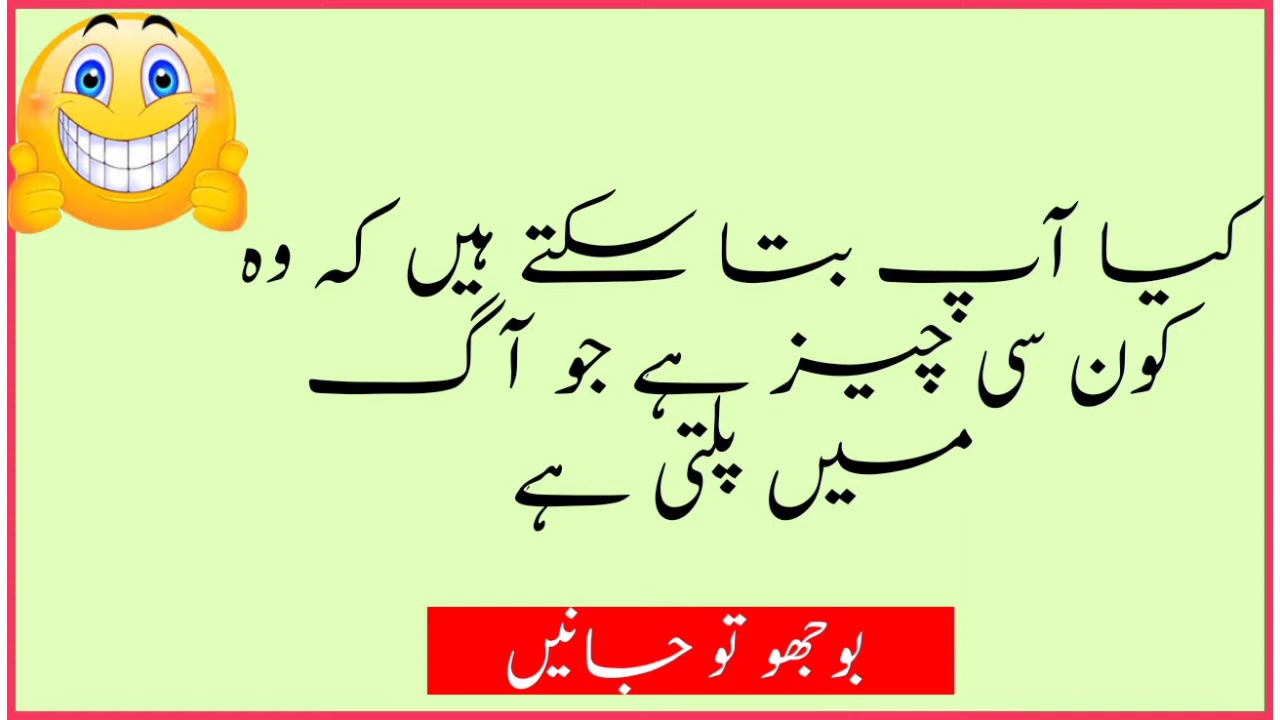 کیا آپ بتا سکتے ہیں کہ وہ
کون سی چیز ہے جو آگ
میں پلتی ہے
بوجھو تو جانیں